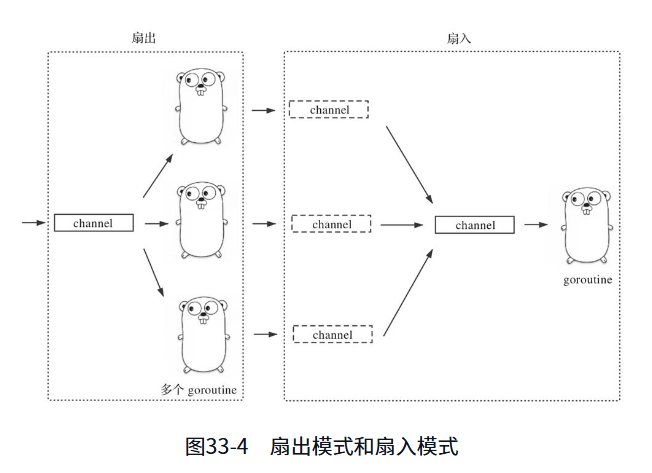 扇出
扇入
channel
channel
channel
channel
channel
多个 goroutine
goroutine
图33-4 扇出模式和扇入模式